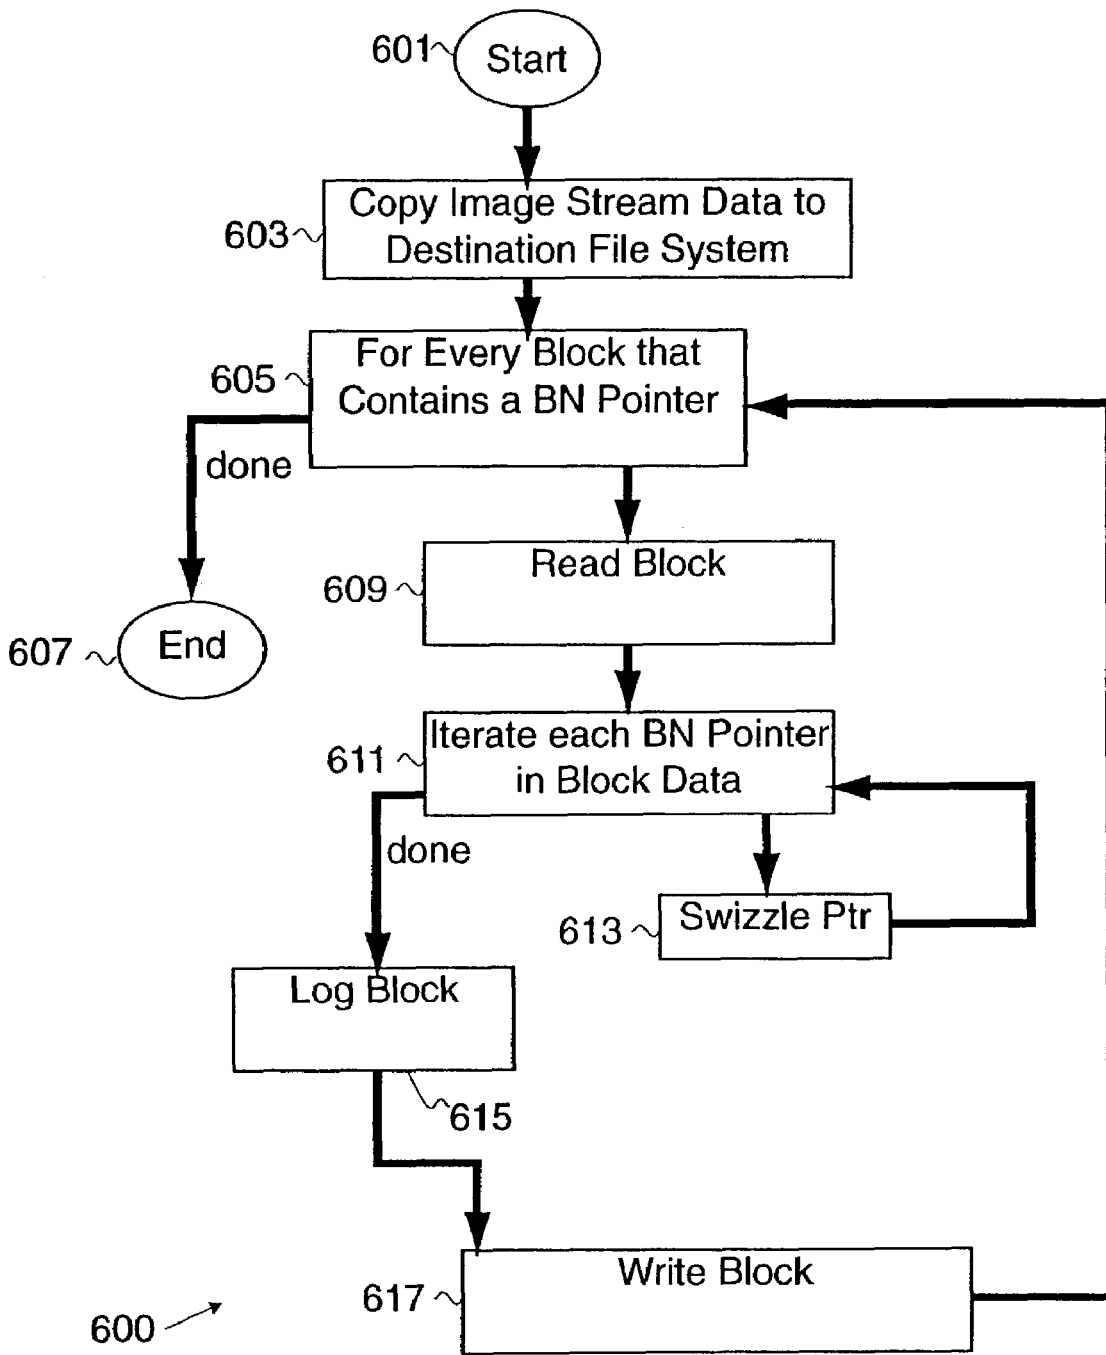 601
Start
Copy Image Stream Data to
Destination File System
603
For Every Block that
Contains a BN Pointer
605
done
Read Block
609
End
607
Iterate each BN Pointer
in Block Data
611
done
Swizzle Ptr
613
Log Block
615
Write Block
617
600